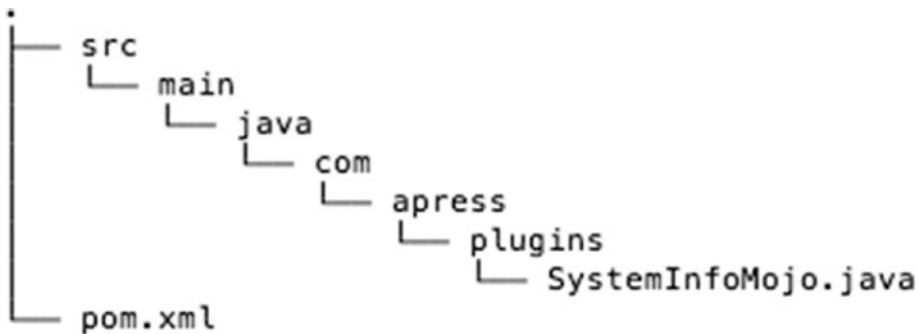 .
src
main
java
com
apress
plugins
SystemInfoMojo.java
pom.xml